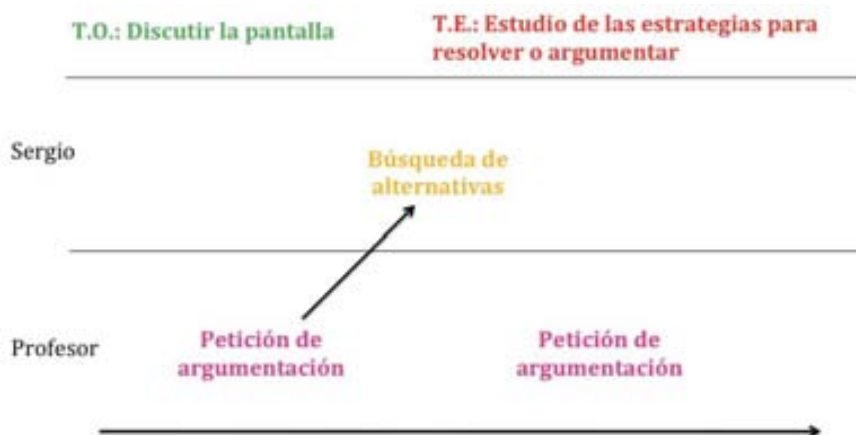 T.O.: Discutir la pantalla
T.E.: Estudio de las estrategias para
resolver o argumentar
Sergio
Búsqueda de
alternativas
Profesor
Petición de
argumentación
Petición de
argumentación